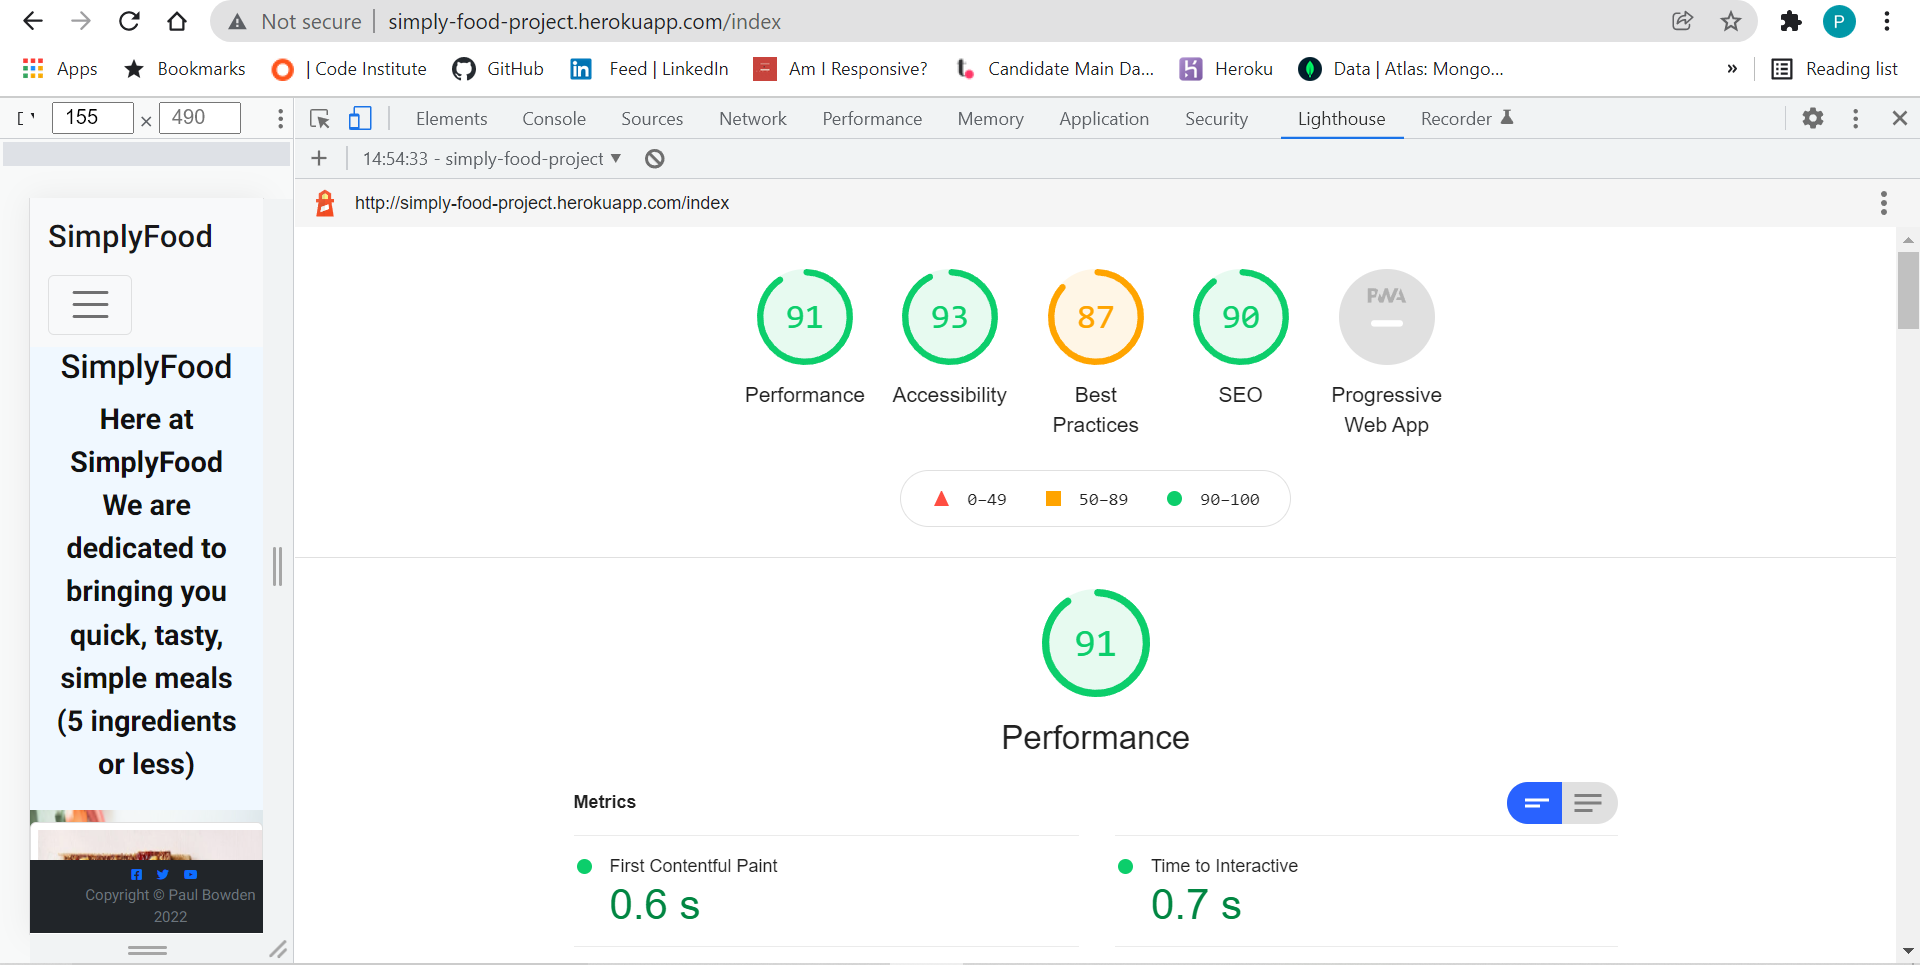 Not secure simply-food-project.herokuapp.com/index P
Apps Bookmarks | Code Institute GitHub Feed | LinkedIn Am I Responsive? Candidate Main Da... Heroku Data | Atlas: Mongo... » Reading list
155 × 490 Elements Console Sources Network Performance Memory Application Security Lighthouse Recorder
14:54:33 - simply-food-project
http://simply-food-project.herokuapp.com/index
SimplyFood
SimplyFood
Here at
SimplyFood
We are
dedicated to
bringing you
quick, tasty,
simple meals
(5 ingredients
or less)
Copyright © Paul Bowden
2022
91 93 87 90 PWA
Performance Accessibility Best Practices SEO Progressive Web App
0–49 50–89 90–100
91
Performance
Metrics
First Contentful Paint
0.6 s
Time to Interactive
0.7 s